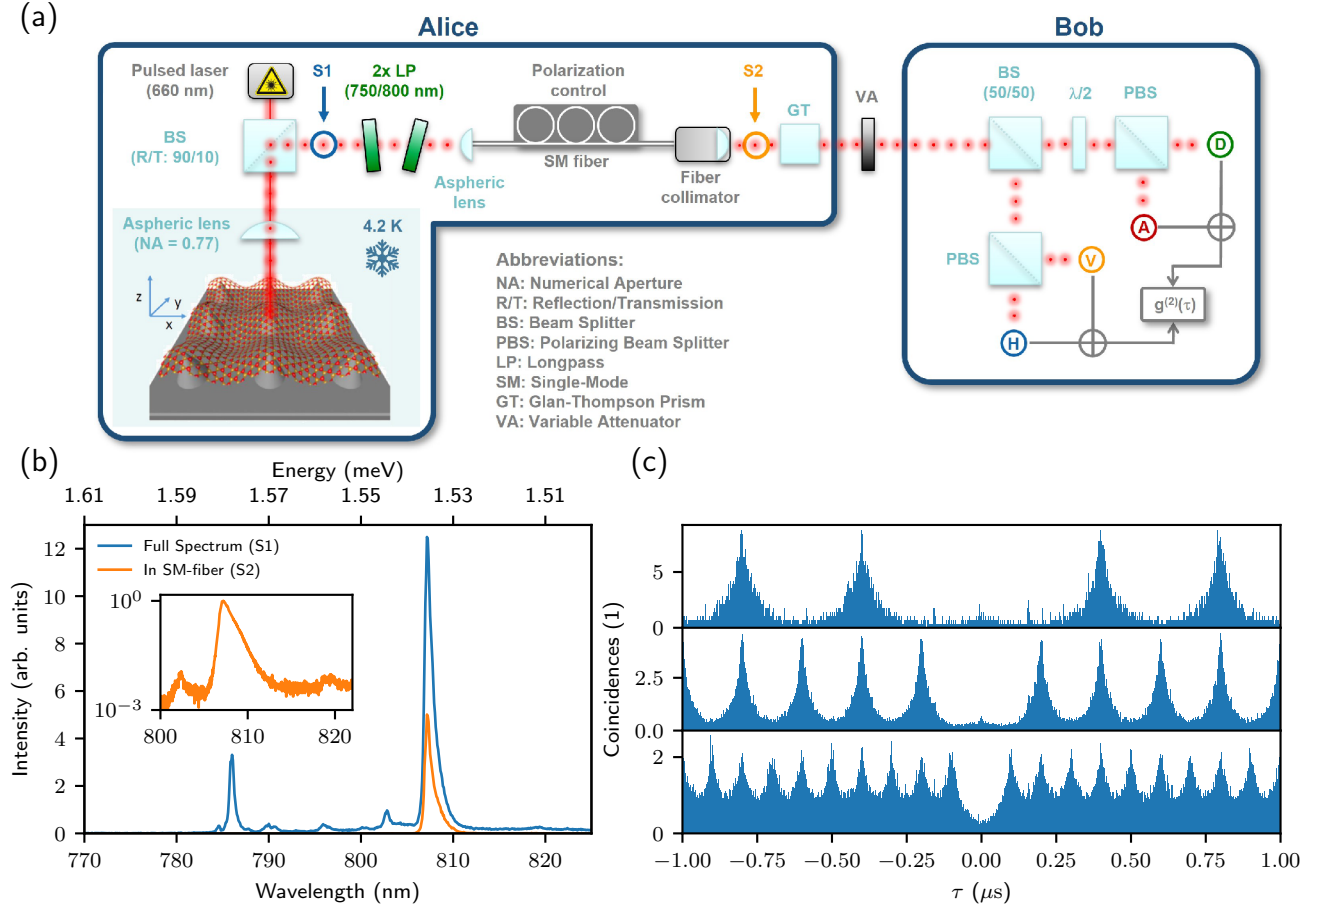 (a)
Alice
Bob
Pulsed laser
(660 nm)
S1
2x LP
(750/800 nm)
Polarization
control
S2
GT
VA
BS
(50/50)
λ/2
PBS
BS
(R/T: 90/10)
SM fiber
D
Aspheric
lens
Fiber
collimator
Aspheric lens
(NA = 0.77)
4.2 K
A
PBS
V
z
y
x
g(2)(τ)
H
Abbreviations:
NA: Numerical Aperture
R/T: Reflection/Transmission
BS: Beam Splitter
PBS: Polarizing Beam Splitter
LP: Longpass
SM: Single-Mode
GT: Glan-Thompson Prism
VA: Variable Attenuator
(b)
Energy (meV)
1.61 1.59 1.57 1.55 1.53 1.51
Intensity (arb. units)
12
10
8
6
4
2
0
Full Spectrum (S1)
In SM-fiber (S2)
10⁰
10⁻³
800 810 820
770 780 790 800 810 820
Wavelength (nm)
(c)
Coincidences (1)
5
0
2.5
0.0
2
0
−1.00 −0.75 −0.50 −0.25 0.00 0.25 0.50 0.75 1.00
τ (μs)